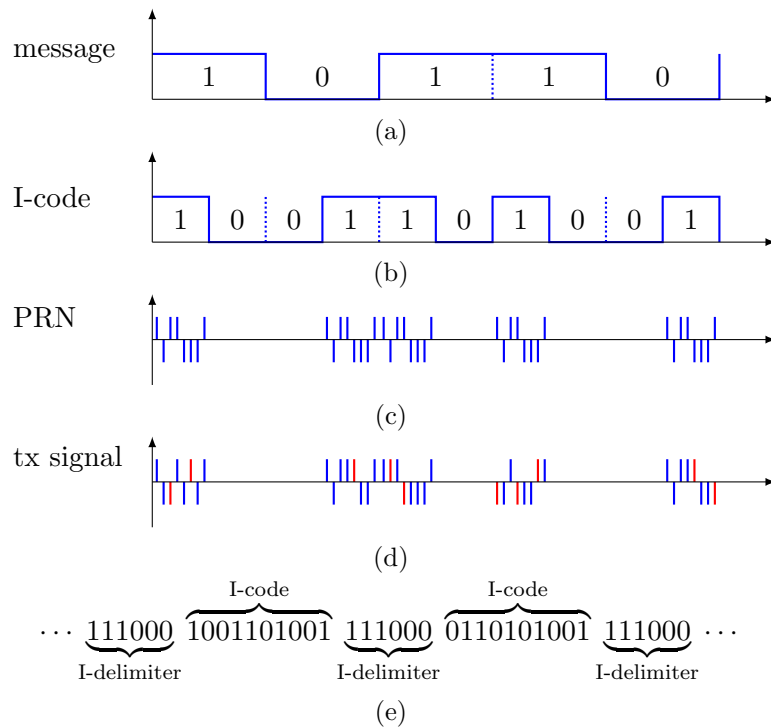 message
1 0 1 1 0
(a)
I-code
1 0 0 1 1 0 1 0 0 1
(b)
PRN
(c)
tx signal
(d)
I-code I-code
··· 111000 1001101001 111000 0110101001 111000 ···
I-delimiter I-delimiter I-delimiter
(e)